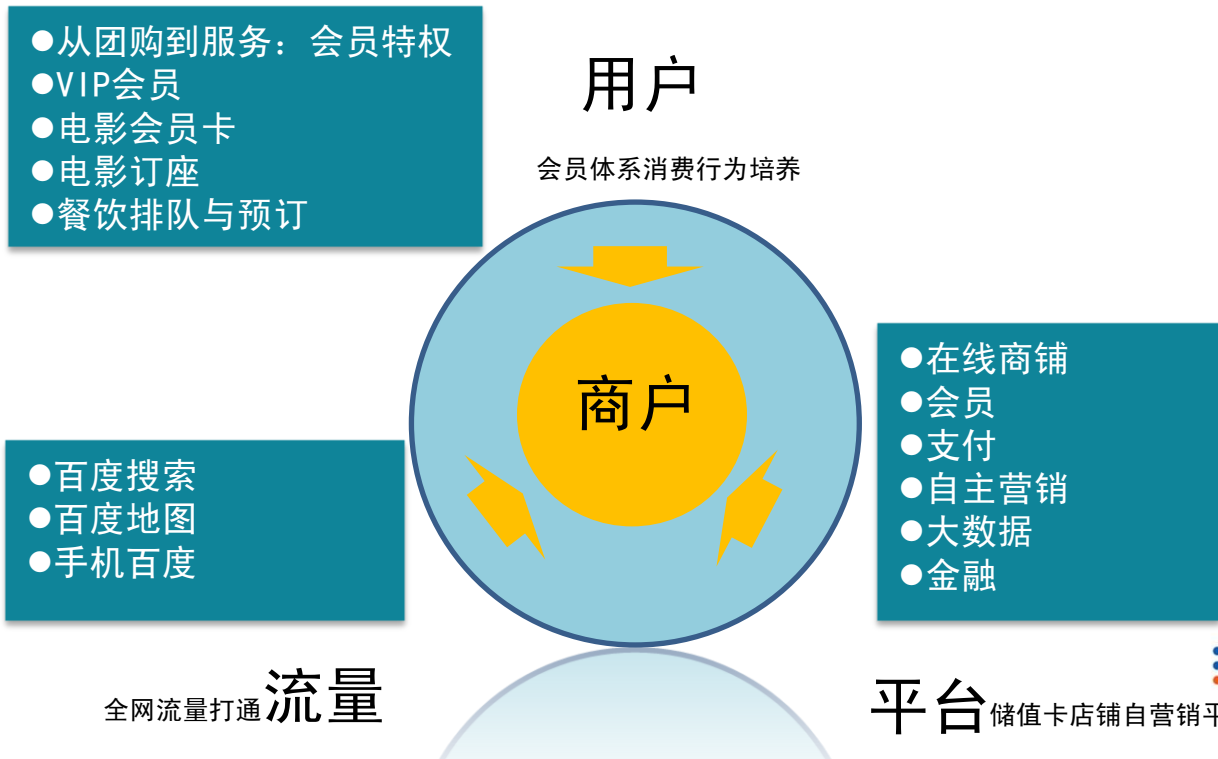 ●从团购到服务：会员特权
●VIP会员
●电影会员卡
●电影订座
●餐饮排队与预订
用户
会员体系消费行为培养
商户
●在线商铺
●会员
●支付
●自主营销
●大数据
●金融
●百度搜索
●百度地图
●手机百度
全网流量打通流量
平台储值卡店铺自营销平